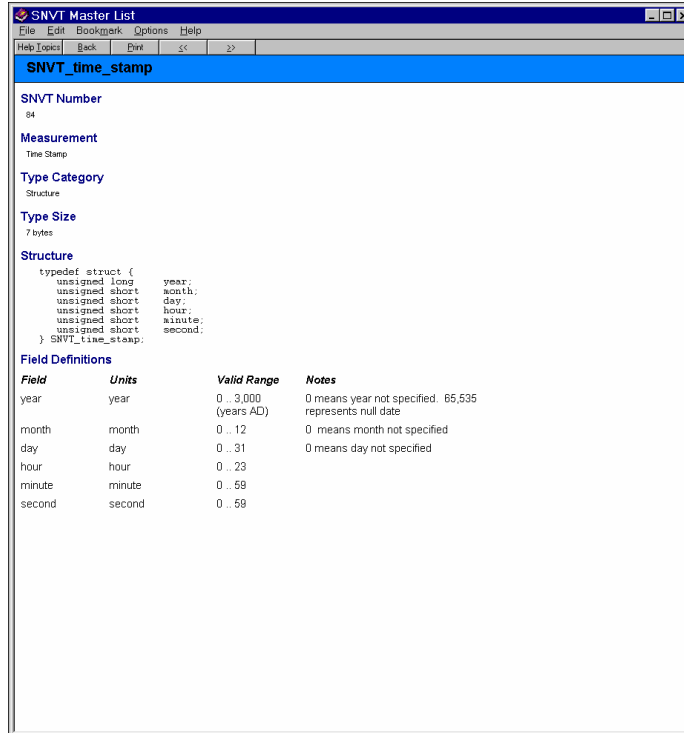 SNVT Master List
File Edit Bookmark Options Help
Help Topics Back Print << >>
SNVT_time_stamp
SNVT Number
84
Measurement
Time Stamp
Type Category
Structure
Type Size
7 bytes
Structure
typedef struct {
unsigned long year;
unsigned short month;
unsigned short day;
unsigned short hour;
unsigned short minute;
unsigned short second;
} SNVT_time_stamp;
Field Definitions
Field Units Valid Range Notes
year year 0 .. 3,000 0 means year not specified. 65,535
(years AD) represents null date
month month 0 .. 12 0 means month not specified
day day 0 .. 31 0 means day not specified
hour hour 0 .. 23
minute minute 0 .. 59
second second 0 .. 59